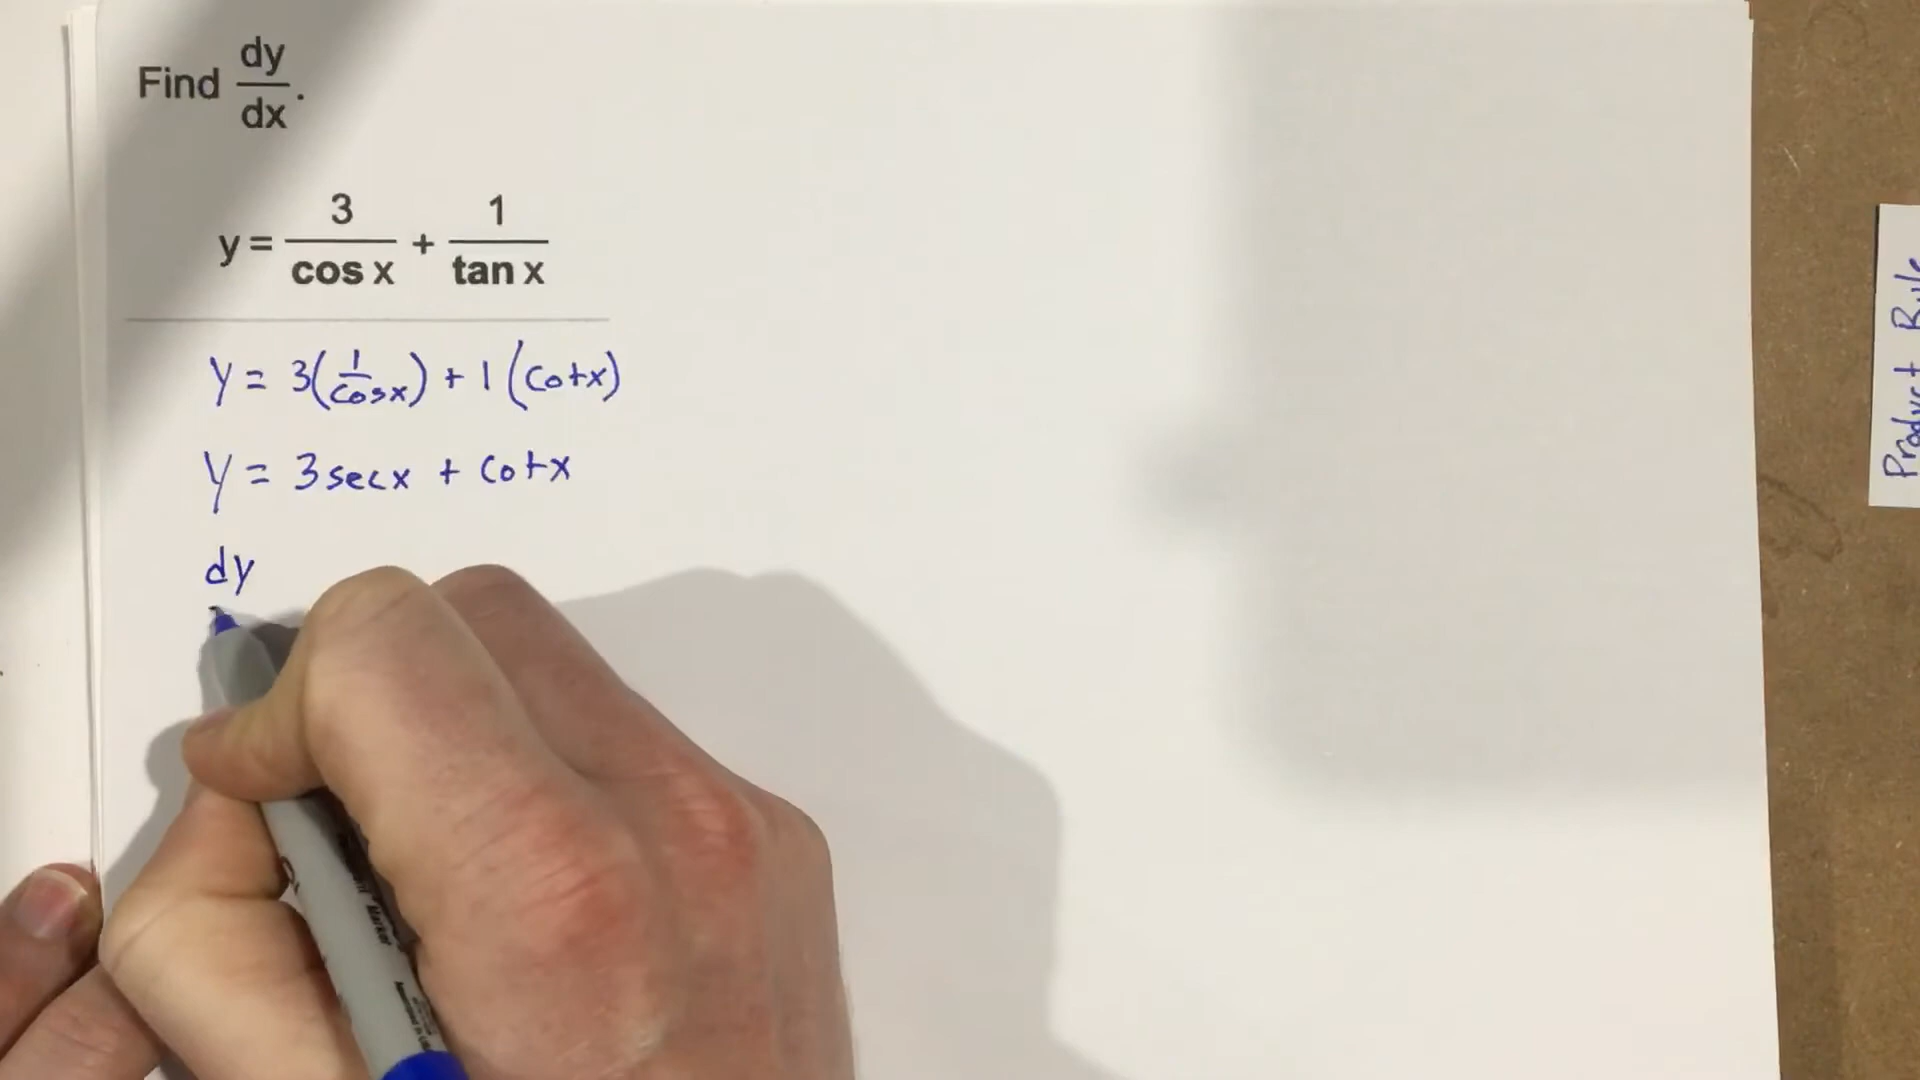 Find dy/dx.
y = 3/cos x + 1/tan x
y = 3(1/cosx) + 1(cotx)
y = 3secx + cotx
dy
Product Rule